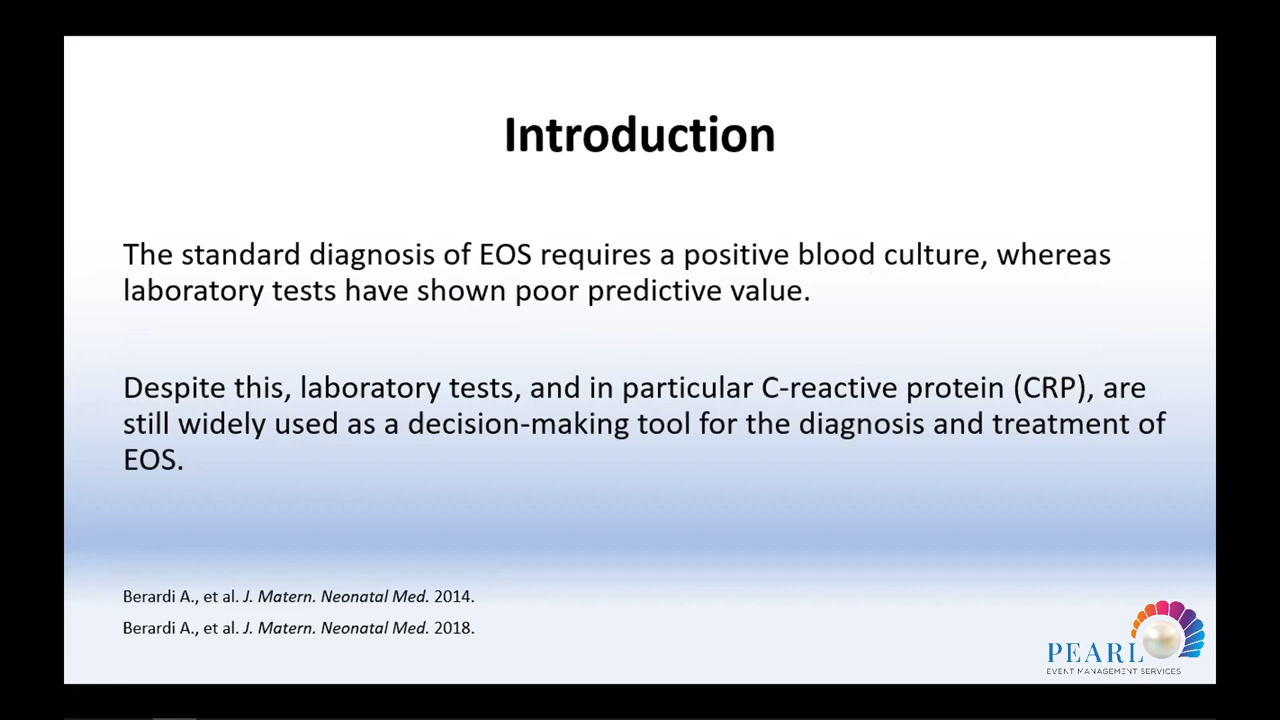 Introduction
The standard diagnosis of EOS requires a positive blood culture, whereas
laboratory tests have shown poor predictive value.
Despite this, laboratory tests, and in particular C-reactive protein (CRP), are
still widely used as a decision-making tool for the diagnosis and treatment of
EOS.
Berardi A., et al. J. Matern. Neonatal Med. 2014.
Berardi A., et al. J. Matern. Neonatal Med. 2018.
PEARL
EVENT MANAGEMENT SERVICES